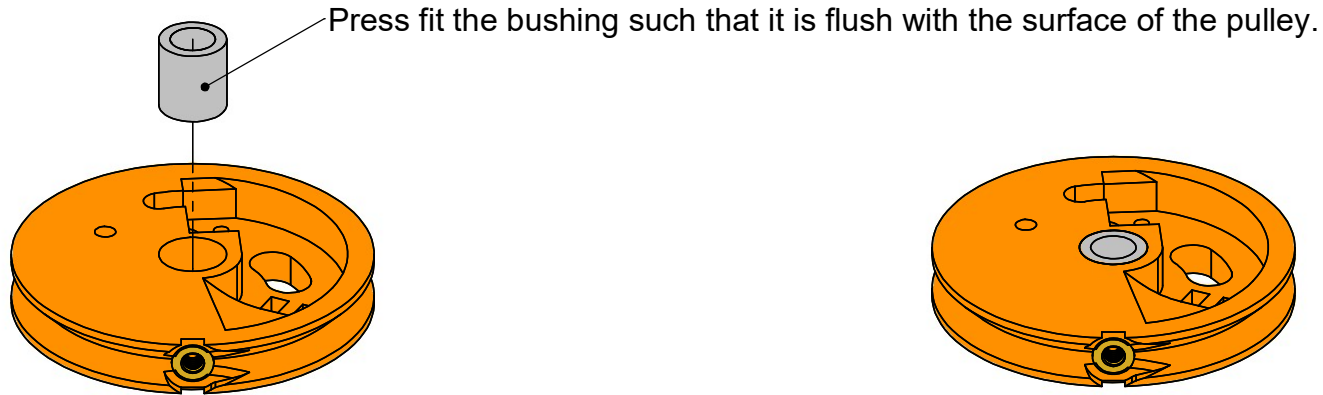 Press fit the bushing such that it is flush with the surface of the pulley.